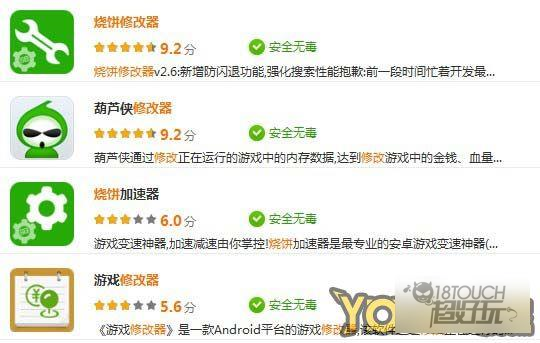 烧饼修改器
9.2分
安全无毒
烧饼修改器v2.6:新增防闪退功能,强化搜索性能抱歉:前一段时间忙着开发最...
葫芦侠修改器
9.2分
安全无毒
葫芦侠通过修改正在运行的游戏中的内存数据,达到修改游戏中的金钱、血量...
烧饼加速器
6.0分
安全无毒
游戏变速神器,加速减速由你掌控!烧饼加速器是最专业的安卓游戏变速神器(...
游戏修改器
5.6分
安全无毒
18TOUCH
超好玩
《游戏修改器》是一款Android平台的游戏修改器,该软件